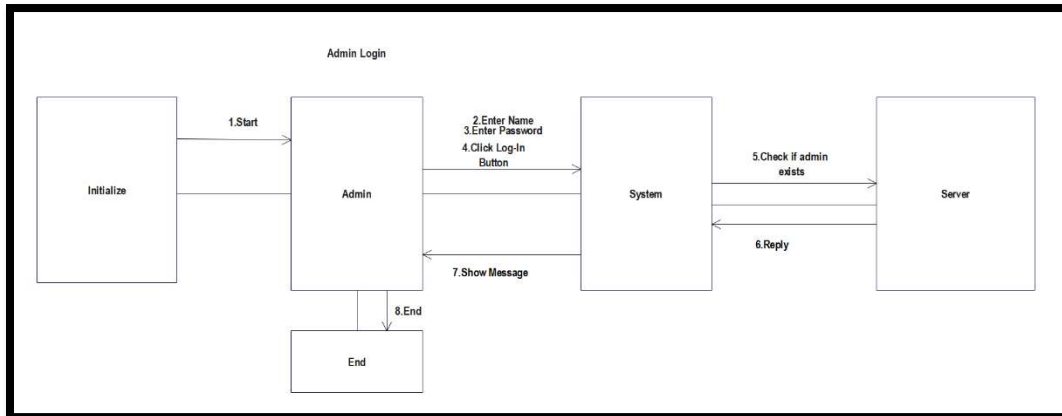 Admin Login
1.Start
2.Enter Name
3.Enter Password
4.Click Log-In
Button
5.Check if admin
exists
Initialize
Admin
System
Server
6.Reply
7.Show Message
8.End
End